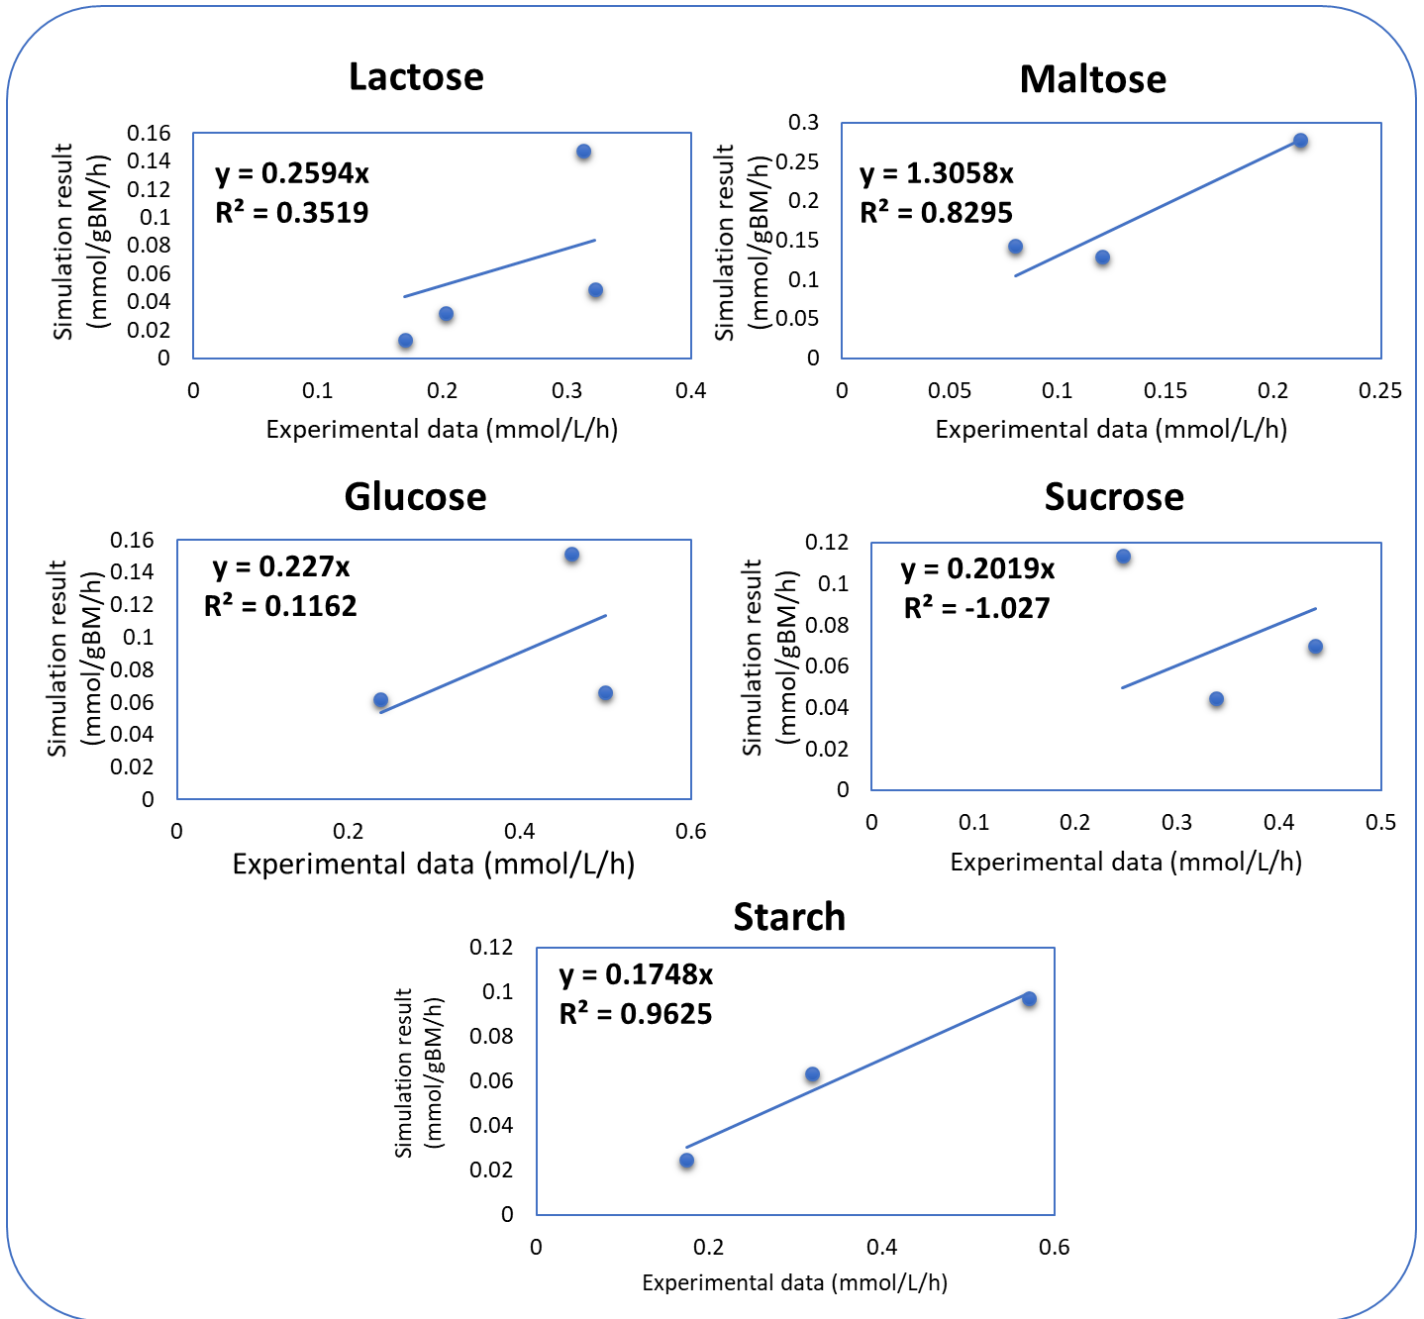 Lactose
Simulation result
(mmol/gBM/h)
0.16
0.14
0.12
0.1
0.08
0.06
0.04
0.02
0
y = 0.2594x
R² = 0.3519
0 0.1 0.2 0.3 0.4
Experimental data (mmol/L/h)
Maltose
Simulation result
(mmol/gBM/h)
0.3
0.25
0.2
0.15
0.1
0.05
0
y = 1.3058x
R² = 0.8295
0 0.05 0.1 0.15 0.2 0.25
Experimental data (mmol/L/h)
Glucose
Simulation result
(mmol/gBM/h)
0.16
0.14
0.12
0.1
0.08
0.06
0.04
0.02
0
y = 0.227x
R² = 0.1162
0 0.2 0.4 0.6
Experimental data (mmol/L/h)
Sucrose
Simulation result
(mmol/gBM/h)
0.12
0.1
0.08
0.06
0.04
0.02
0
y = 0.2019x
R² = -1.027
0 0.1 0.2 0.3 0.4 0.5
Experimental data (mmol/L/h)
Starch
Simulation result
(mmol/gBM/h)
0.12
0.1
0.08
0.06
0.04
0.02
0
y = 0.1748x
R² = 0.9625
0 0.2 0.4 0.6
Experimental data (mmol/L/h)